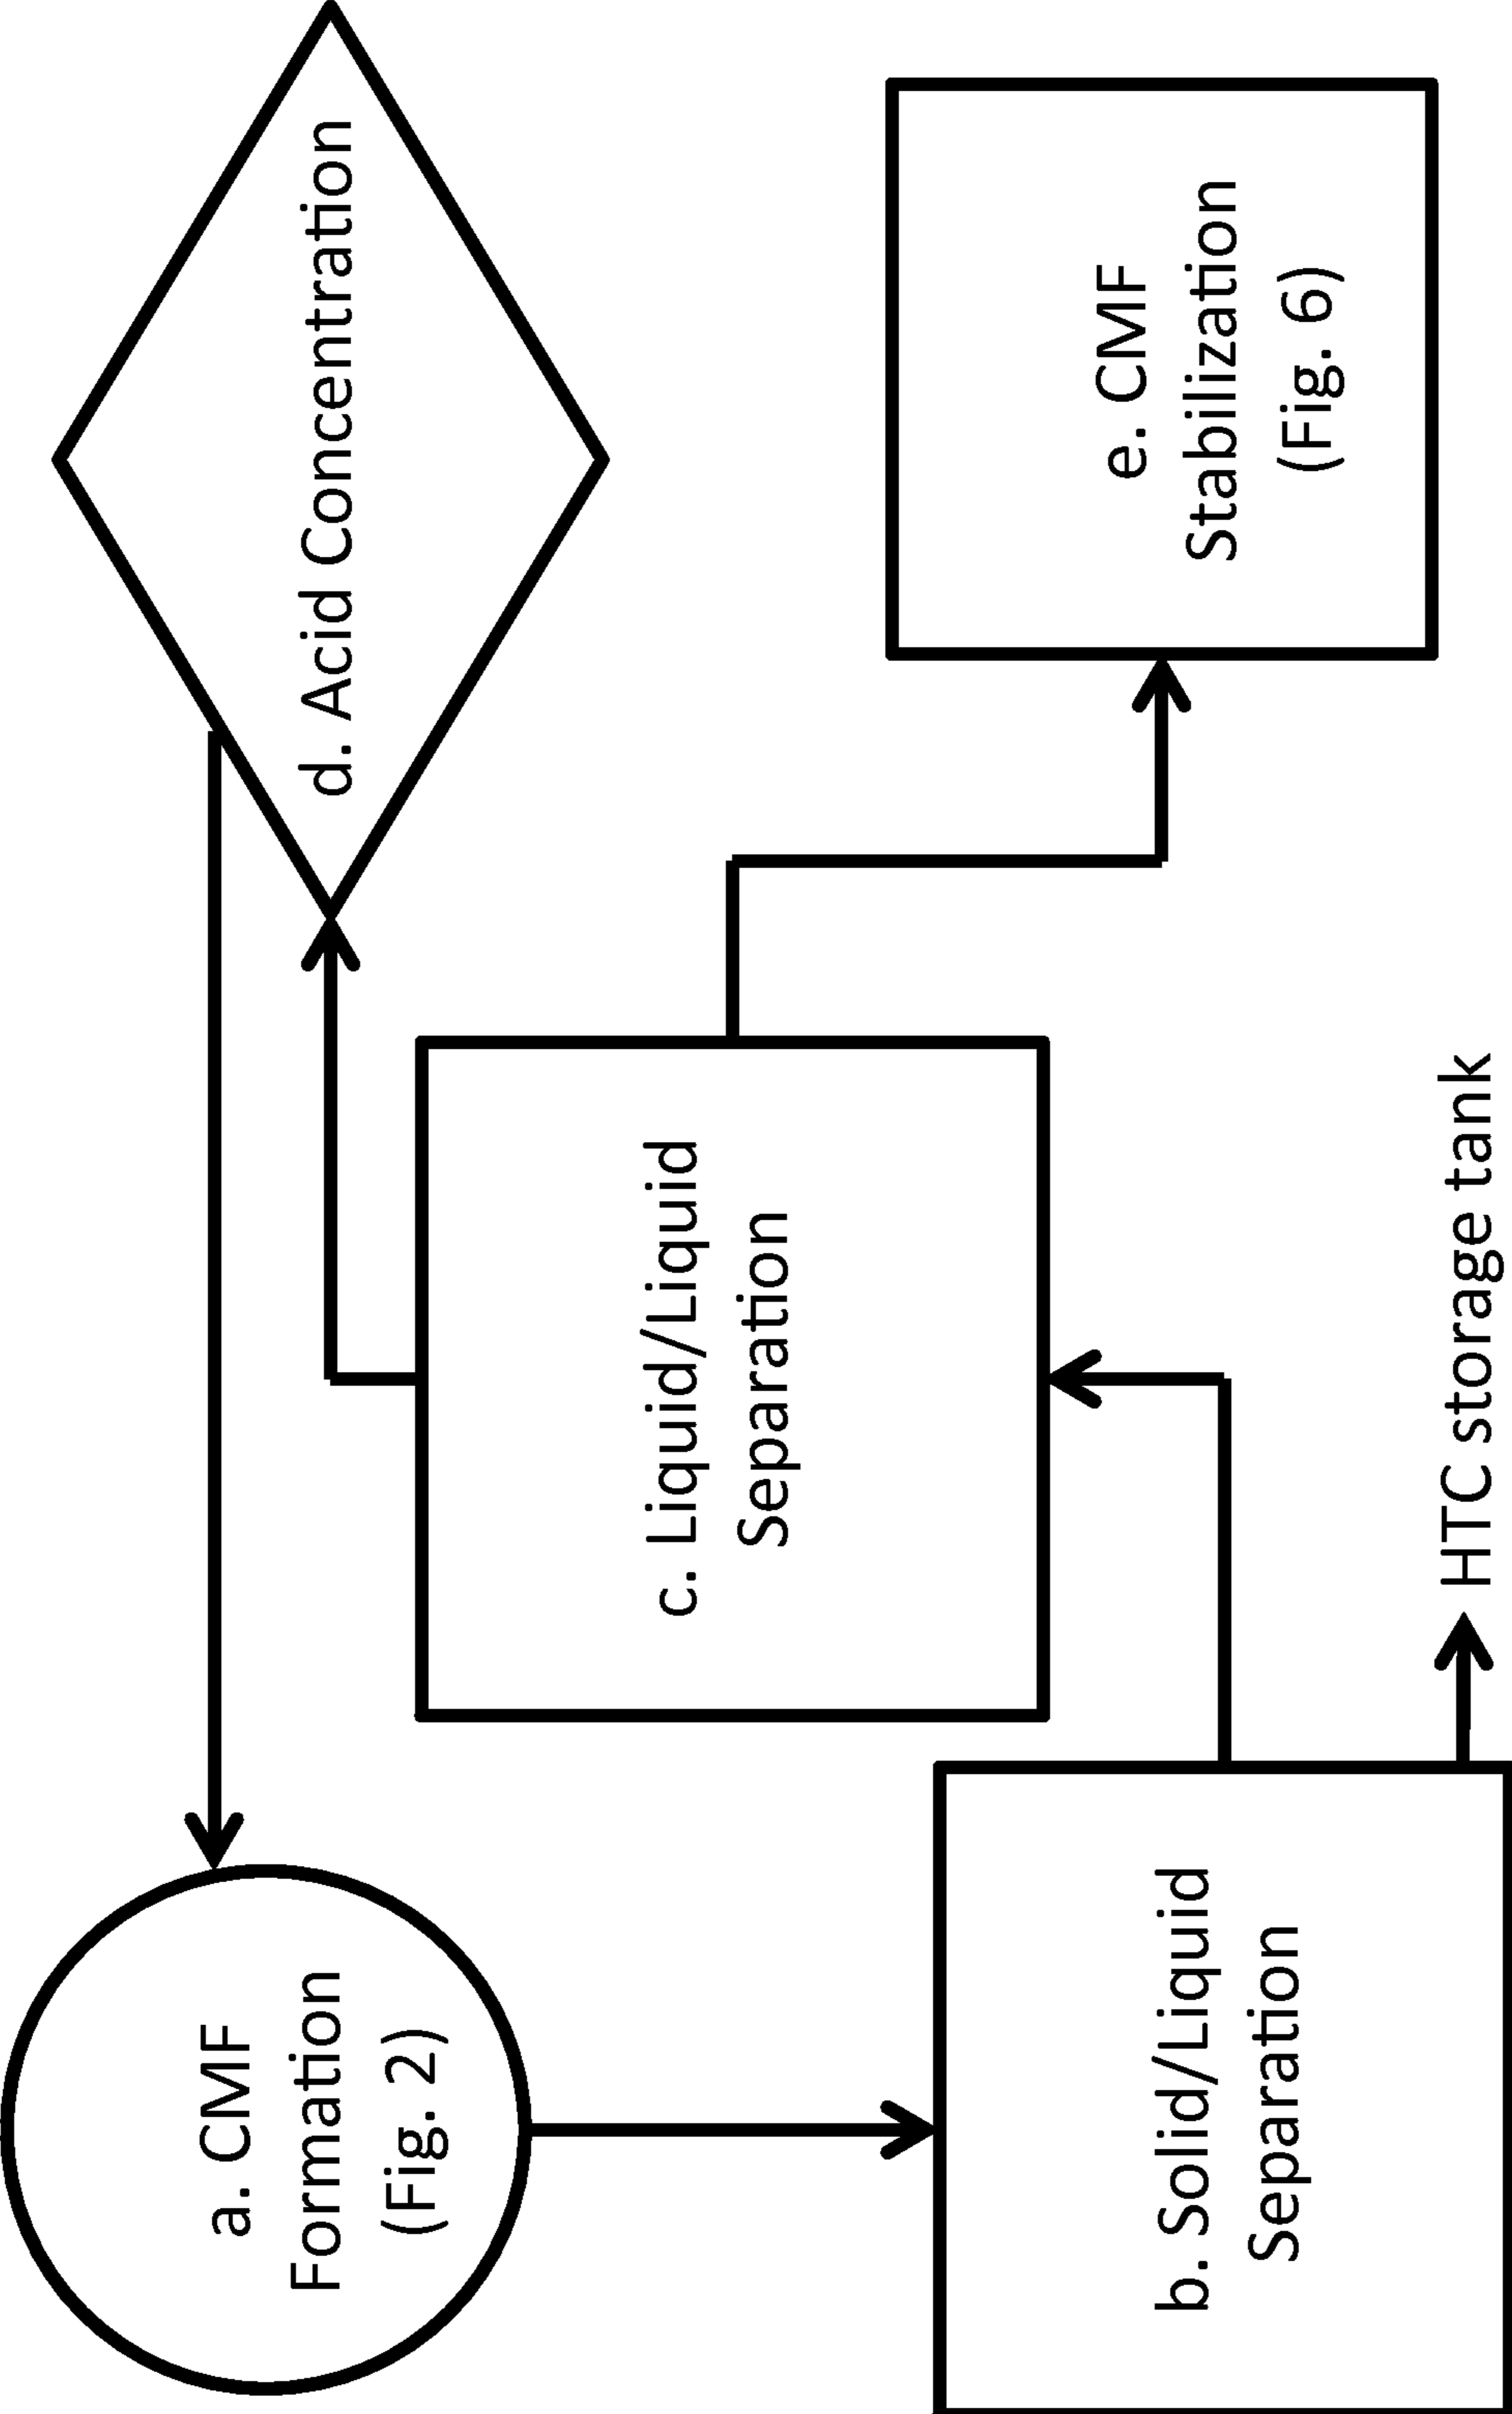 a. CMF
Formation
(Fig. 2)
b. Solid/Liquid
Separation
HTC storage tank
c. Liquid/Liquid
Separation
d. Acid Concentration
e. CMF
Stabilization
(Fig. 6)